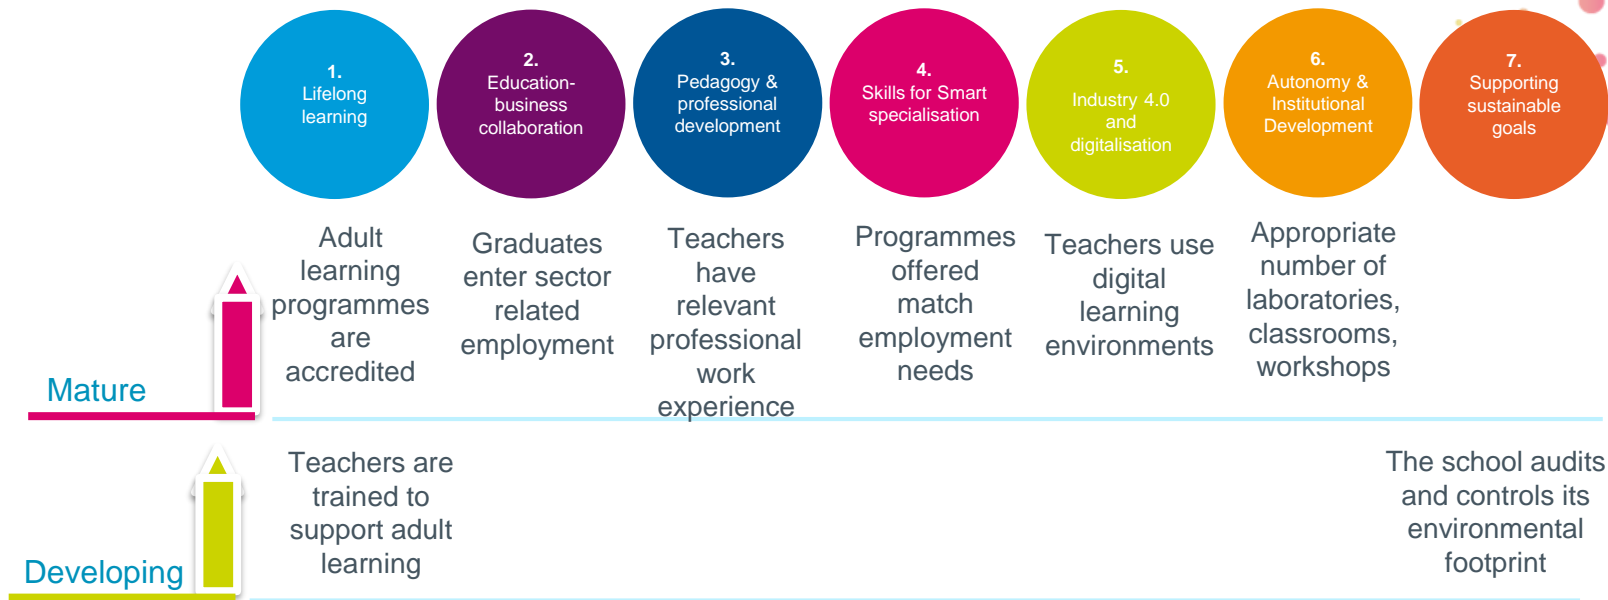 1.
Lifelong
learning
2.
Education-
business
collaboration
3.
Pedagogy &
professional
development
4.
Skills for Smart
specialisation
5.
Industry 4.0
and
digitalisation
6.
Autonomy &
Institutional
Development
7.
Supporting
sustainable
goals
Mature
Adult
learning
programmes
are
accredited
Graduates
enter sector
related
employment
Teachers
have
relevant
professional
work
experience
Programmes
offered
match
employment
needs
Teachers use
digital
learning
environments
Appropriate
number of
laboratories,
classrooms,
workshops
Developing
Teachers are
trained to
support adult
learning
The school audits
and controls its
environmental
footprint